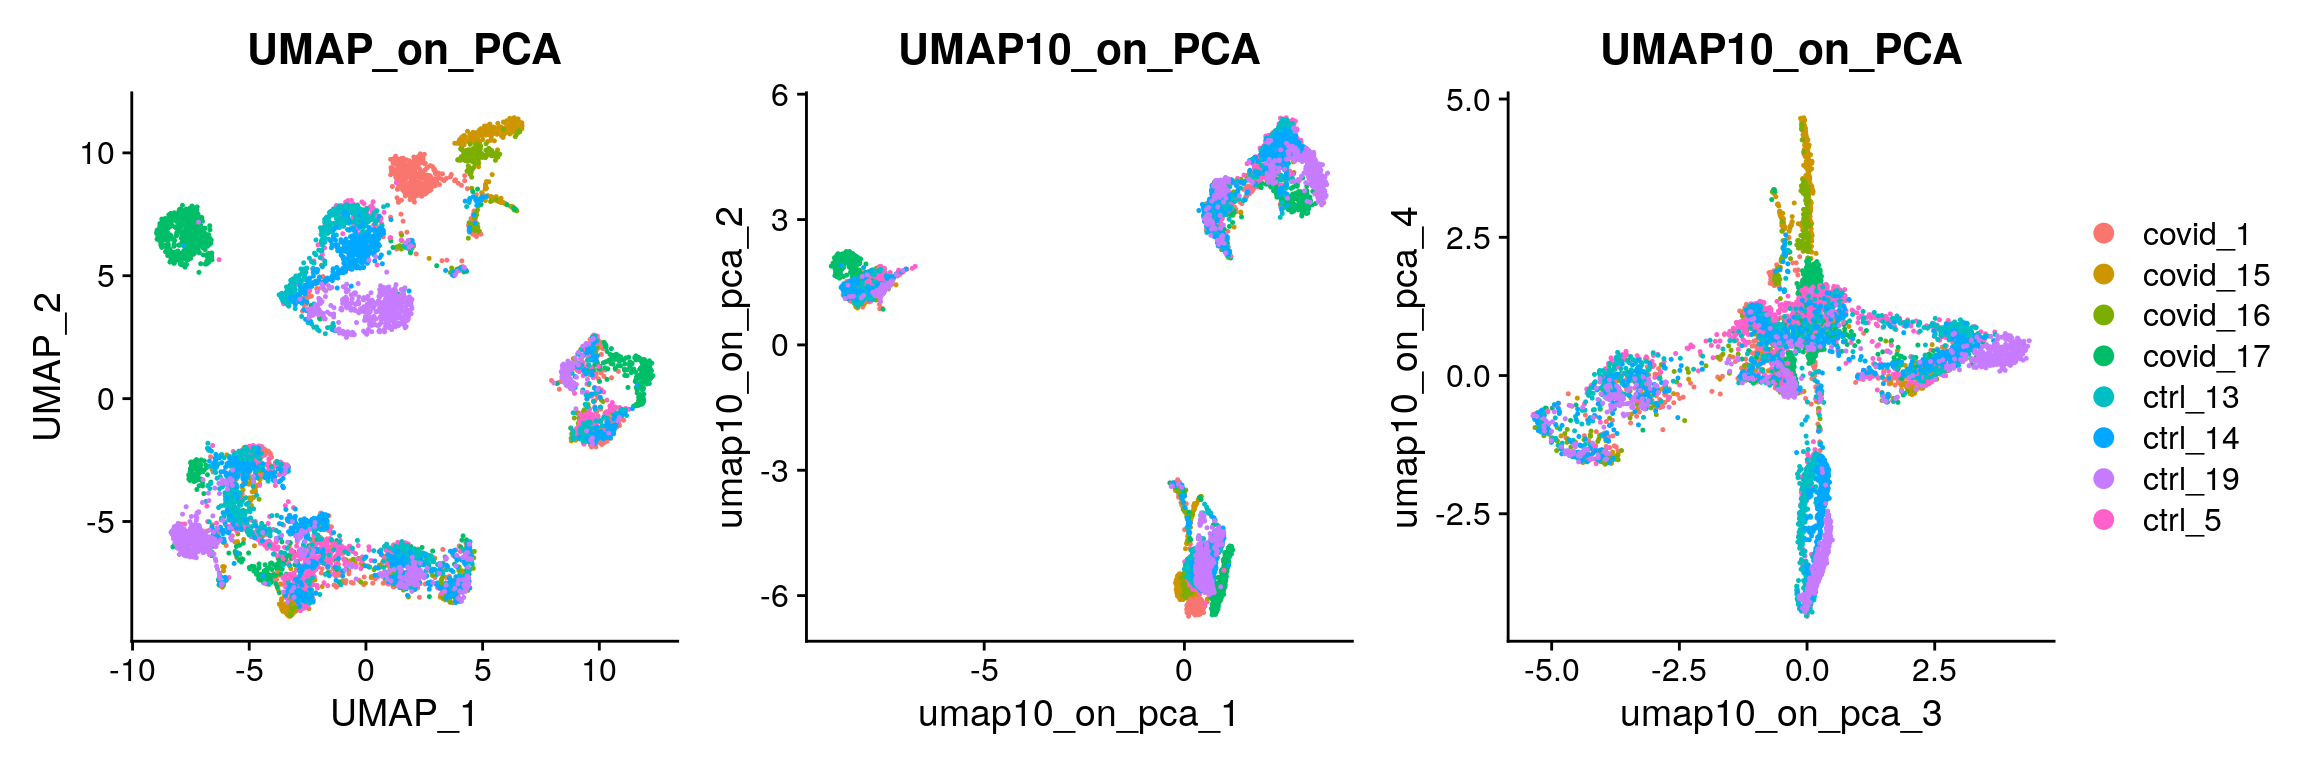 UMAP_on_PCA
10
5
0
-5
-10
-5
0
5
10
UMAP_1
UMAP_2
UMAP10_on_PCA
6
3
0
-3
-6
-5
0
umap10_on_pca_1
umap10_on_pca_2
UMAP10_on_PCA
5.0
2.5
0.0
-2.5
-5.0
-2.5
0.0
2.5
umap10_on_pca_3
umap10_on_pca_4
covid_1
covid_15
covid_16
covid_17
ctrl_13
ctrl_14
ctrl_19
ctrl_5